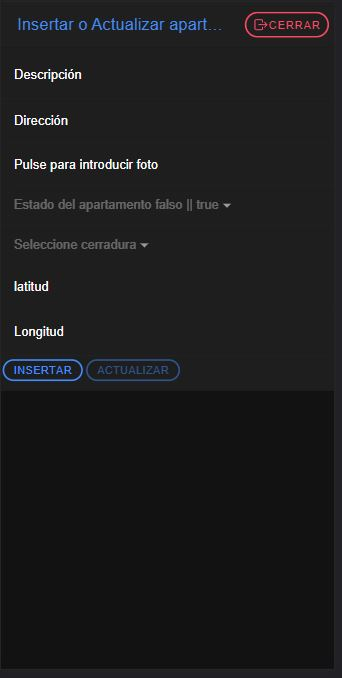 Insertar o Actualizar apart...
CERRAR
Descripción
Dirección
Pulse para introducir foto
Estado del apartamento falso || true
Seleccione cerradura
latitud
Longitud
INSERTAR ACTUALIZAR